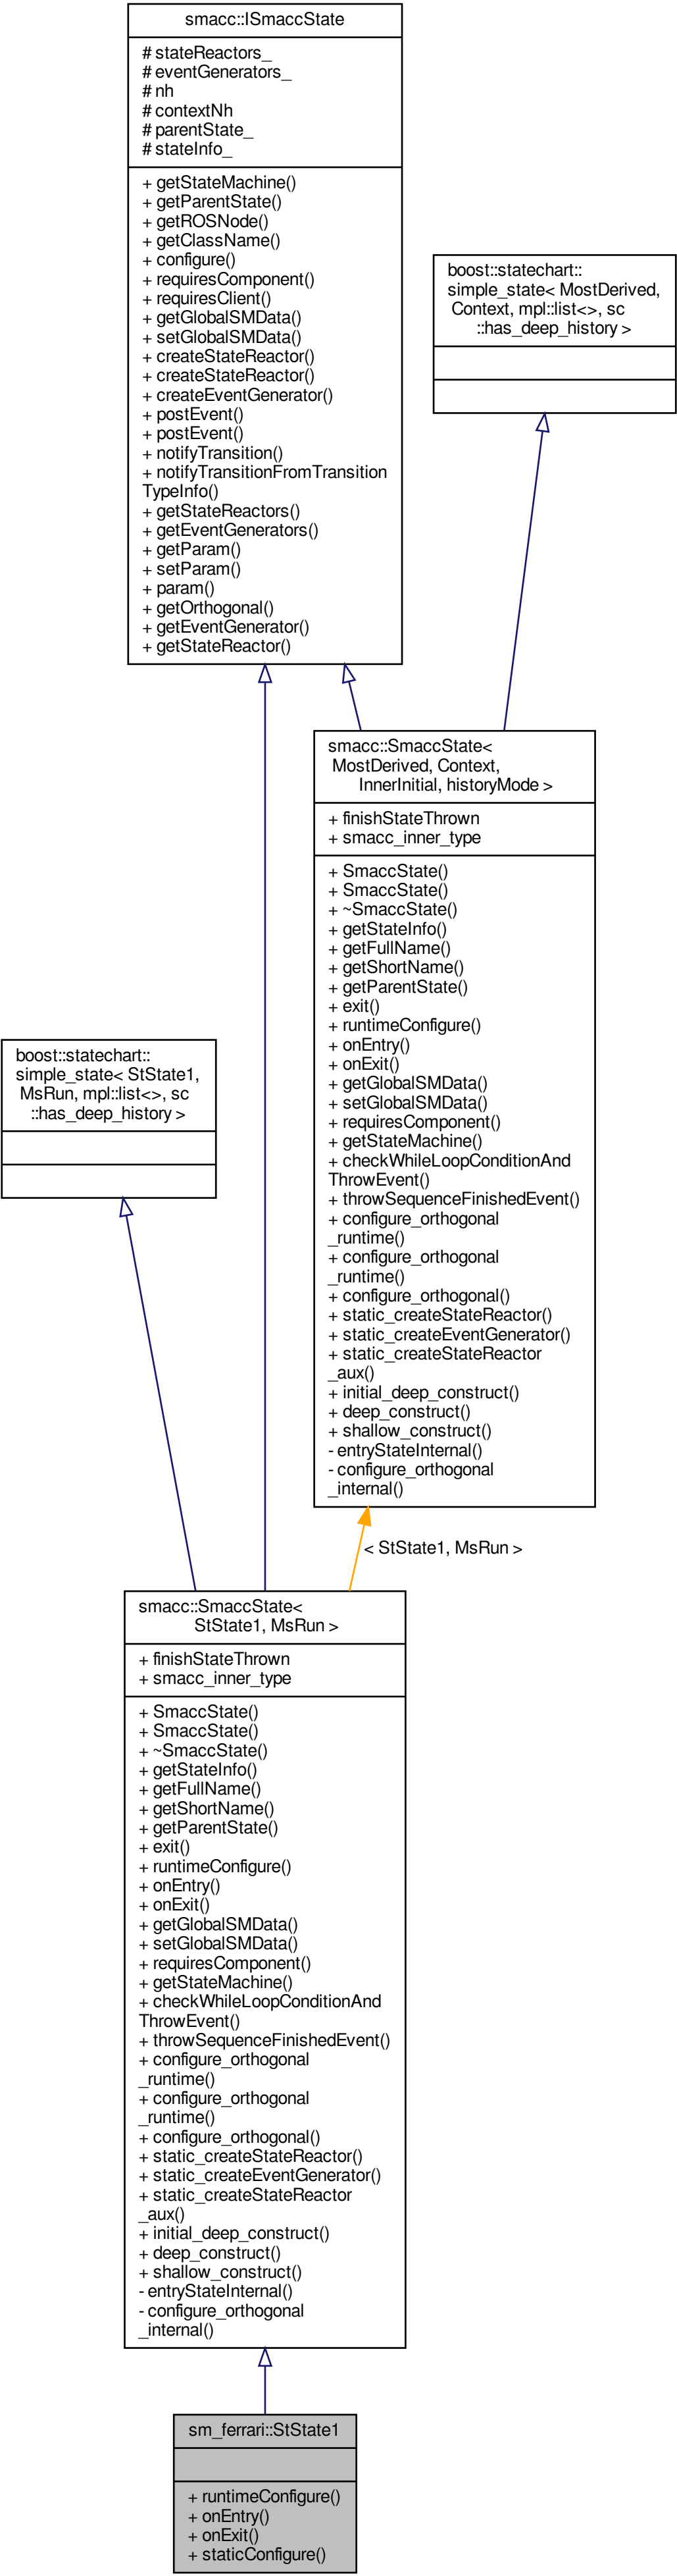 smacc::ISmaccState
# stateReactors_
# eventGenerators_
# nh
# contextNh
# parentState_
# stateInfo_
+ getStateMachine()
+ getParentState()
+ getROSNode()
+ getClassName()
+ configure()
+ requiresComponent()
+ requiresClient()
+ getGlobalSMData()
+ setGlobalSMData()
+ createStateReactor()
+ createStateReactor()
+ createEventGenerator()
+ postEvent()
+ postEvent()
+ notifyTransition()
+ notifyTransitionFromTransition
TypeInfo()
+ getStateReactors()
+ getEventGenerators()
+ getParam()
+ setParam()
+ param()
+ getOrthogonal()
+ getEventGenerator()
+ getStateReactor()
boost::statechart::
simple_state< MostDerived,
Context, mpl::list<>, sc
::has_deep_history >
smacc::SmaccState<
MostDerived, Context,
InnerInitial, historyMode >
+ finishStateThrown
+ smacc_inner_type
+ SmaccState()
+ SmaccState()
+ ~SmaccState()
+ getStateInfo()
+ getFullName()
+ getShortName()
+ getParentState()
+ exit()
+ runtimeConfigure()
+ onEntry()
+ onExit()
+ getGlobalSMData()
+ setGlobalSMData()
+ requiresComponent()
+ getStateMachine()
+ checkWhileLoopConditionAnd
ThrowEvent()
+ throwSequenceFinishedEvent()
+ configure_orthogonal
_runtime()
+ configure_orthogonal
_runtime()
+ configure_orthogonal()
+ static_createStateReactor()
+ static_createEventGenerator()
+ static_createStateReactor
_aux()
+ initial_deep_construct()
+ deep_construct()
+ shallow_construct()
- entryStateInternal()
- configure_orthogonal
_internal()
boost::statechart::
simple_state< StState1,
MsRun, mpl::list<>, sc
::has_deep_history >
< StState1, MsRun >
smacc::SmaccState<
StState1, MsRun >
+ finishStateThrown
+ smacc_inner_type
+ SmaccState()
+ SmaccState()
+ ~SmaccState()
+ getStateInfo()
+ getFullName()
+ getShortName()
+ getParentState()
+ exit()
+ runtimeConfigure()
+ onEntry()
+ onExit()
+ getGlobalSMData()
+ setGlobalSMData()
+ requiresComponent()
+ getStateMachine()
+ checkWhileLoopConditionAnd
ThrowEvent()
+ throwSequenceFinishedEvent()
+ configure_orthogonal
_runtime()
+ configure_orthogonal
_runtime()
+ configure_orthogonal()
+ static_createStateReactor()
+ static_createEventGenerator()
+ static_createStateReactor
_aux()
+ initial_deep_construct()
+ deep_construct()
+ shallow_construct()
- entryStateInternal()
- configure_orthogonal
_internal()
sm_ferrari::StState1
+ runtimeConfigure()
+ onEntry()
+ onExit()
+ staticConfigure()